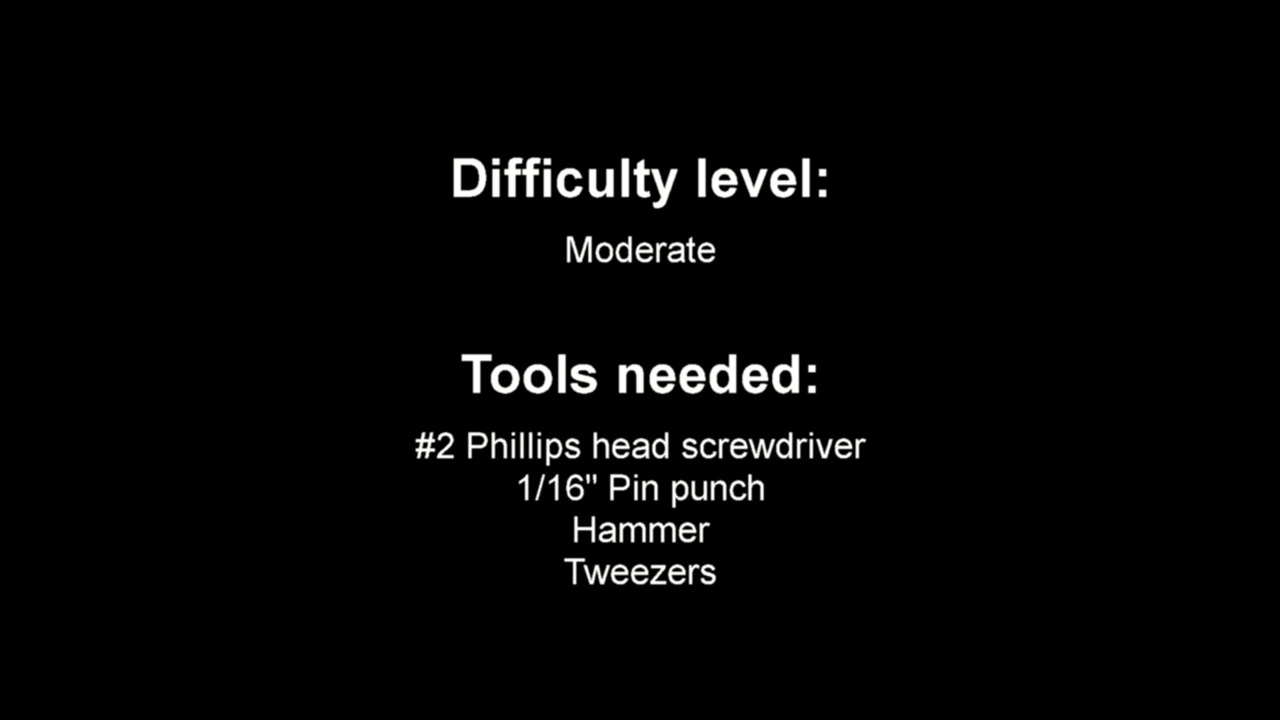 Difficulty level:
Moderate
Tools needed:
#2 Phillips head screwdriver
1/16" Pin punch
Hammer
Tweezers